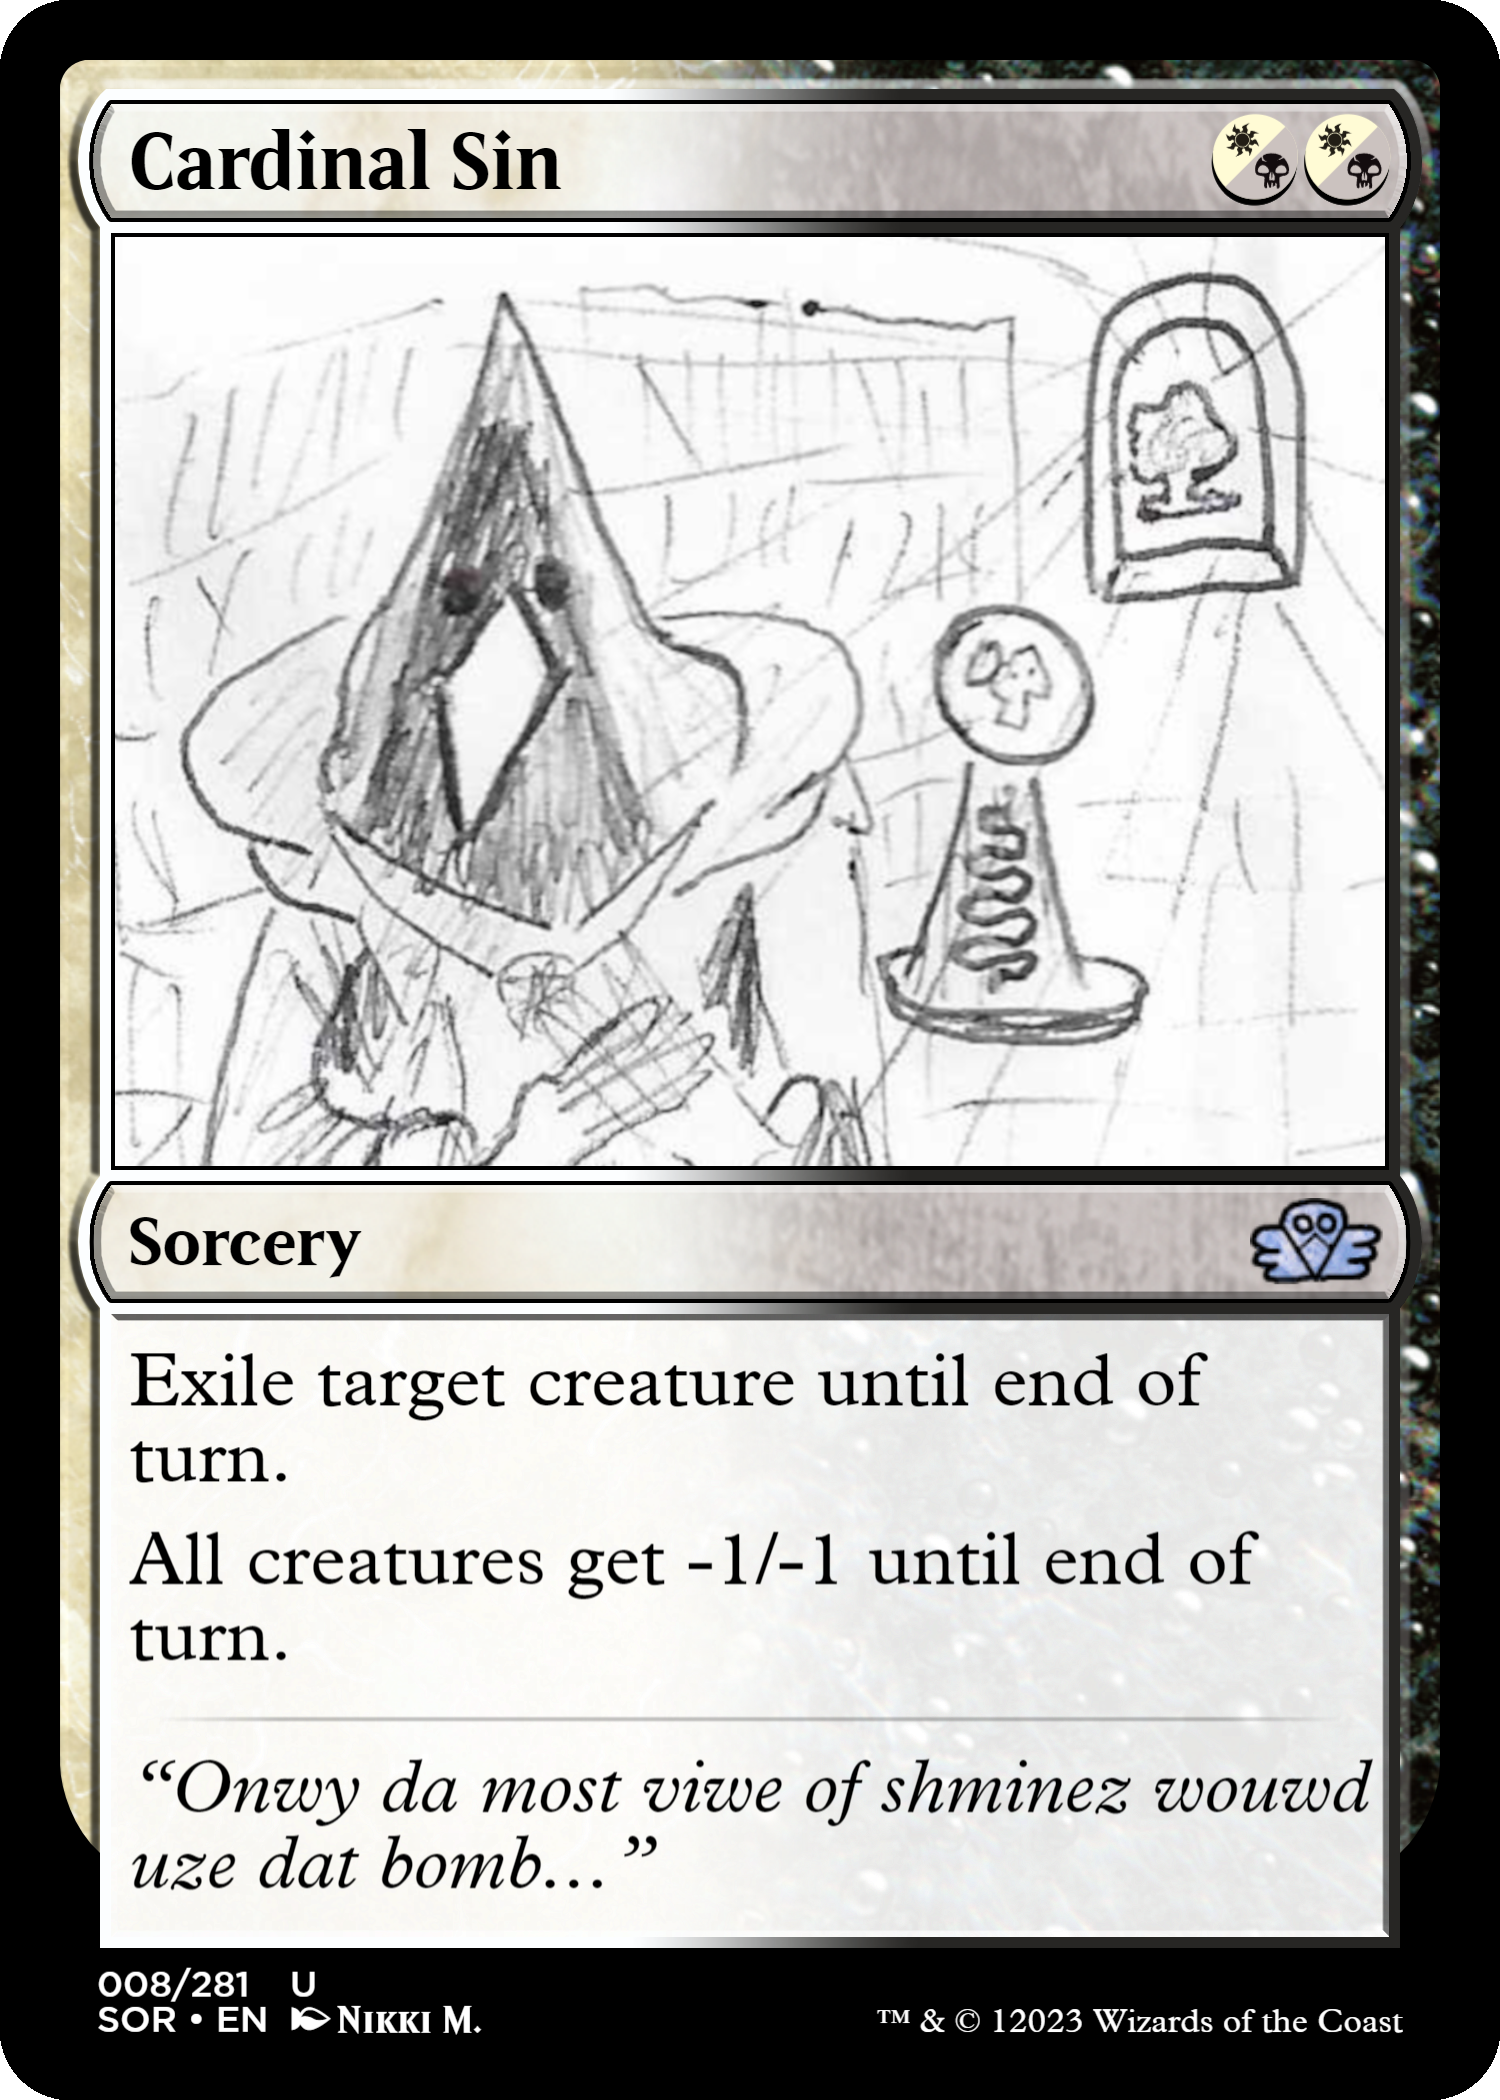 Cardinal Sin
Sorcery
Exile target creature until end of
turn.
All creatures get -1/-1 until end of
turn.
“Onwy da most viwe of shminez wouwd
uze dat bomb…”
008/281 U
SOR • EN NIKKI M.
™ & © 12023 Wizards of the Coast